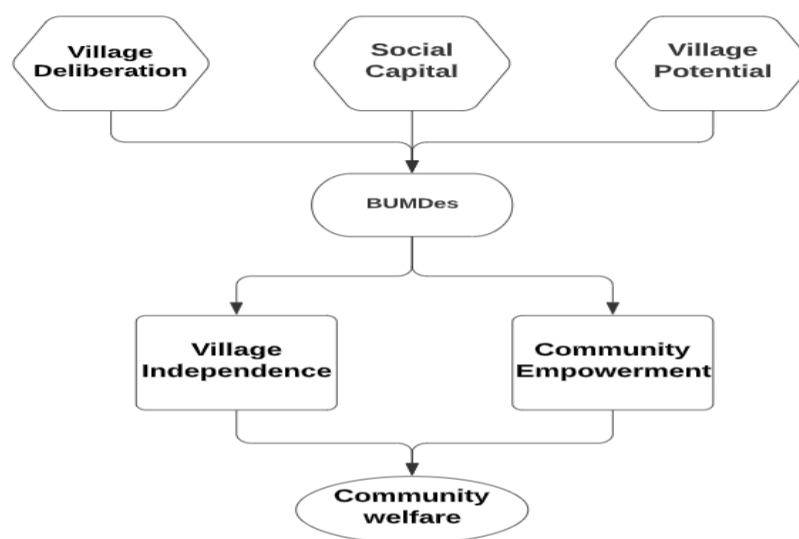 Village
Deliberation
Social
Capital
Village
Potential
BUMDes
Village
Independence
Community
Empowerment
Community
welfare